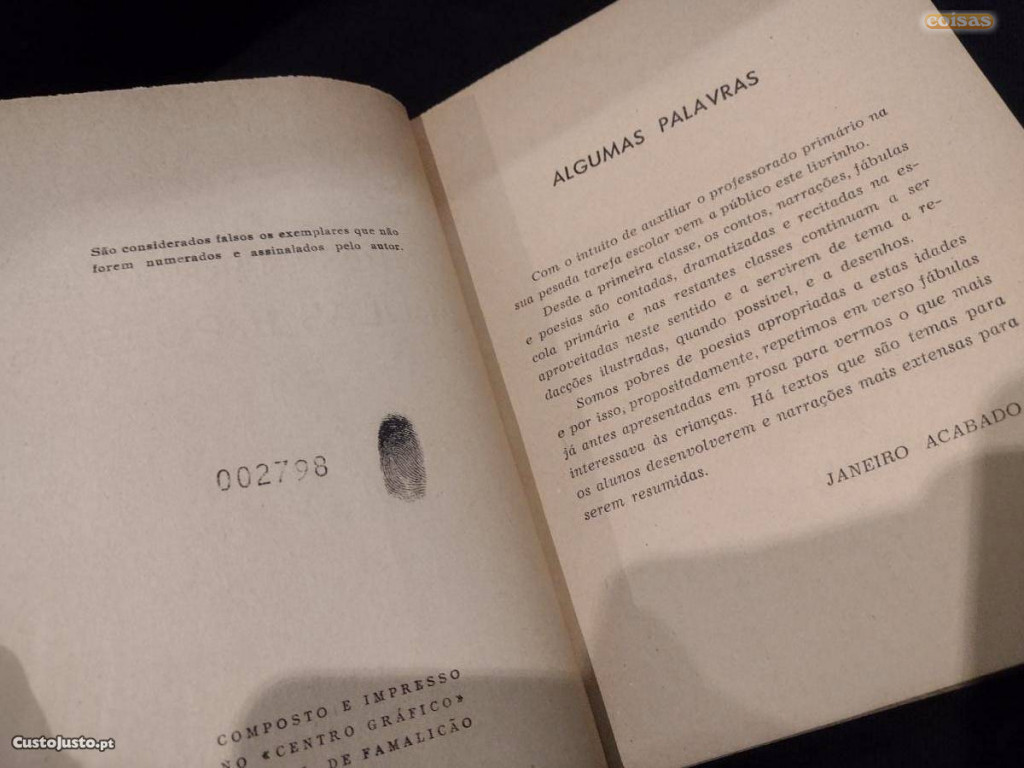 São considerados falsos os exemplares que não
forem numerados e assinalados pelo autor.
002798
COMPOSTO E IMPRESSO
NO «CENTRO GRÁFICO»
DE FAMALICÃO
ALGUMAS PALAVRAS
Com o intuito de auxiliar o professorado primário na
sua pesada tarefa escolar vem a público este livrinho.
Desde a primeira classe, os contos, narrações, fábulas
e poesias são contadas, dramatizadas e recitadas na es-
cola primária e nas restantes classes continuam a ser
aproveitadas neste sentido e a servirem de tema a re-
dacções ilustradas, quando possível, e a desenhos.
Somos pobres de poesias apropriadas a estas idades
e por isso, propositadamente, repetimos em verso fábulas
já antes apresentadas em prosa para vermos o que mais
interessava às crianças. Há textos que são temas para
os alunos desenvolverem e narrações mais extensas para
serem resumidas.
JANEIRO ACABADO
coisas
CustoJusto.pt